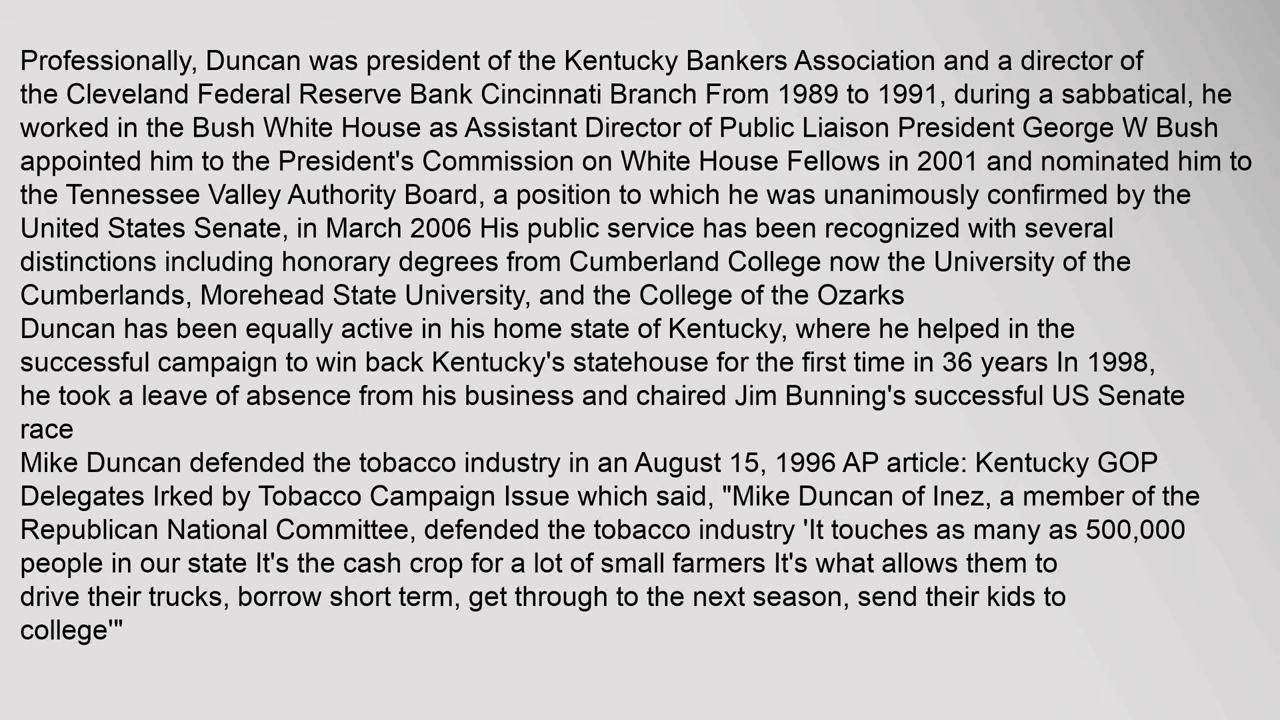 Professionally, Duncan was president of the Kentucky Bankers Association and a director of
the Cleveland Federal Reserve Bank Cincinnati Branch From 1989 to 1991, during a sabbatical, he
worked in the Bush White House as Assistant Director of Public Liaison President George W Bush
appointed him to the President's Commission on White House Fellows in 2001 and nominated him to
the Tennessee Valley Authority Board, a position to which he was unanimously confirmed by the
United States Senate, in March 2006 His public service has been recognized with several
distinctions including honorary degrees from Cumberland College now the University of the
Cumberlands, Morehead State University, and the College of the Ozarks
Duncan has been equally active in his home state of Kentucky, where he helped in the
successful campaign to win back Kentucky's statehouse for the first time in 36 years In 1998,
he took a leave of absence from his business and chaired Jim Bunning's successful US Senate
race
Mike Duncan defended the tobacco industry in an August 15, 1996 AP article: Kentucky GOP
Delegates Irked by Tobacco Campaign Issue which said, "Mike Duncan of Inez, a member of the
Republican National Committee, defended the tobacco industry 'It touches as many as 500,000
people in our state It's the cash crop for a lot of small farmers It's what allows them to
drive their trucks, borrow short term, get through to the next season, send their kids to
college'"